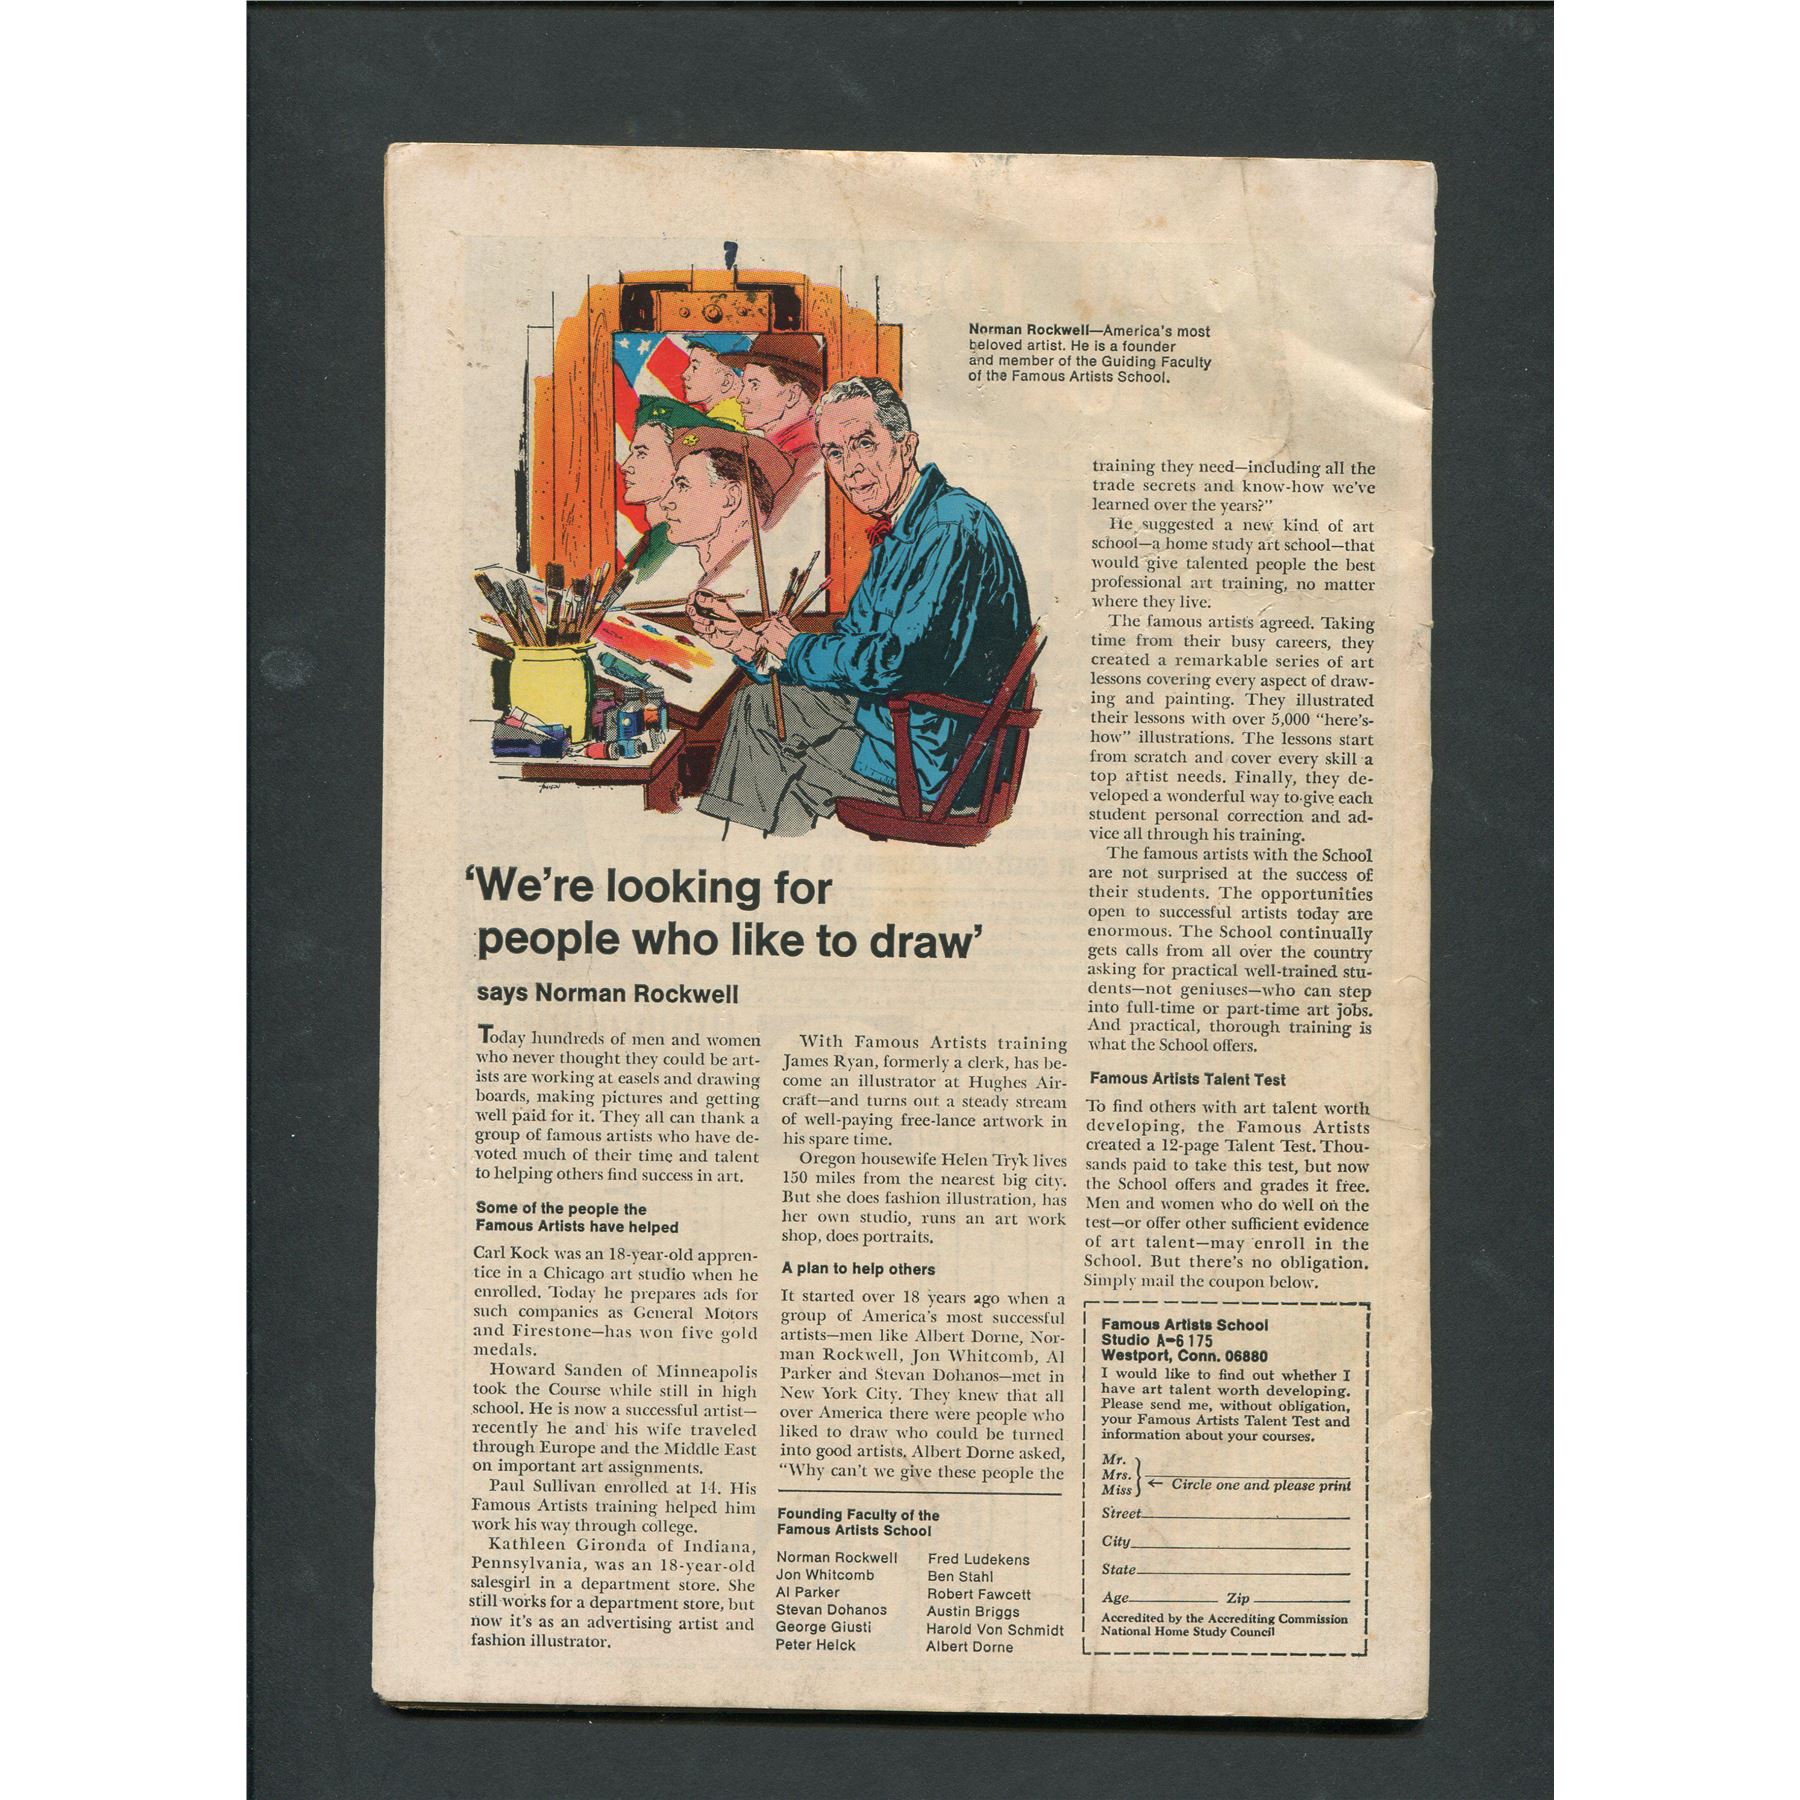 Norman Rockwell—America's most
beloved artist. He is a founder
and member of the Guiding Faculty
of the Famous Artists School.
'We're looking for
people who like to draw'
says Norman Rockwell
Today hundreds of men and women
who never thought they could be art-
ists are working at easels and drawing
boards, making pictures and getting
well paid for it. They all can thank a
group of famous artists who have de-
voted much of their time and talent
to helping others find success in art.
Some of the people the
Famous Artists have helped
Carl Kock was an 18-year-old appren-
tice in a Chicago art studio when he
enrolled. Today he prepares ads for
such companies as General Motors
and Firestone—has won five gold
medals.
Howard Sanden of Minneapolis
took the Course while still in high
school. He is now a successful artist—
recently he and his wife traveled
through Europe and the Middle East
on important art assignments.
Paul Sullivan enrolled at 14. His
Famous Artists training helped him
work his way through college.
Kathleen Gironda of Indiana,
Pennsylvania, was an 18-year-old
salesgirl in a department store. She
still works for a department store, but
now it's as an advertising artist and
fashion illustrator.
With Famous Artists training
James Ryan, formerly a clerk, has be-
come an illustrator at Hughes Air-
craft—and turns out a steady stream
of well-paying free-lance artwork in
his spare time.
Oregon housewife Helen Tryk lives
150 miles from the nearest big city.
But she does fashion illustration, has
her own studio, runs an art work
shop, does portraits.
A plan to help others
It started over 18 years ago when a
group of America's most successful
artists—men like Albert Dorne, Nor-
man Rockwell, Jon Whitcomb, Al
Parker and Stevan Dohanos—met in
New York City. They knew that all
over America there were people who
liked to draw who could be turned
into good artists. Albert Dorne asked,
"Why can't we give these people the
training they need—including all the
trade secrets and know-how we've
learned over the years?"
He suggested a new kind of art
school—a home study art school—that
would give talented people the best
professional art training, no matter
where they live.
The famous artists agreed. Taking
time from their busy careers, they
created a remarkable series of art
lessons covering every aspect of draw-
ing and painting. They illustrated
their lessons with over 5,000 "here's-
how" illustrations. The lessons start
from scratch and cover every skill a
top artist needs. Finally, they de-
veloped a wonderful way to give each
student personal correction and ad-
vice all through his training.
The famous artists with the School
are not surprised at the success of
their students. The opportunities
open to successful artists today are
enormous. The School continually
gets calls from all over the country
asking for practical well-trained stu-
dents—not geniuses—who can step
into full-time or part-time art jobs.
And practical, thorough training is
what the School offers.
Famous Artists Talent Test
To find others with art talent worth
developing, the Famous Artists
created a 12-page Talent Test. Thou-
sands paid to take this test, but now
the School offers and grades it free.
Men and women who do well on the
test—or offer other sufficient evidence
of art talent—may enroll in the
School. But there's no obligation.
Simply mail the coupon below.
Founding Faculty of the
Famous Artists School
Norman Rockwell
Jon Whitcomb
Al Parker
Stevan Dohanos
George Giusti
Peter Helck
Fred Ludekens
Ben Stahl
Robert Fawcett
Austin Briggs
Harold Von Schmidt
Albert Dorne
Famous Artists School
Studio A-6175
Westport, Conn. 06880
I would like to find out whether I
have art talent worth developing.
Please send me, without obligation,
your Famous Artists Talent Test and
information about your courses.
Mr.
Mrs.
Miss
← Circle one and please print
Street
City
State
Age Zip
Accredited by the Accrediting Commission
National Home Study Council